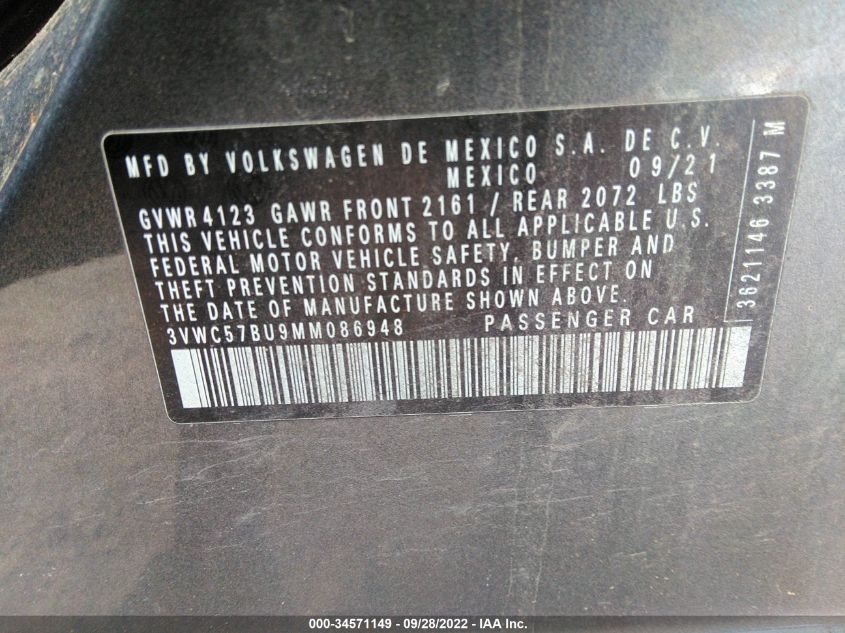 MFD BY VOLKSWAGEN DE MEXICO S.A. DE C.V.
MEXICO 09/21
GVWR 4123 GAWR FRONT 2161 / REAR 2072 LBS
THIS VEHICLE CONFORMS TO ALL APPLICABLE U.S.
FEDERAL MOTOR VEHICLE SAFETY, BUMPER AND
THEFT PREVENTION STANDARDS IN EFFECT ON
THE DATE OF MANUFACTURE SHOWN ABOVE.
3VWC57BU9MM086948 PASSENGER CAR
3621146 3387 M
000-34571149 - 09/28/2022 - IAA Inc.